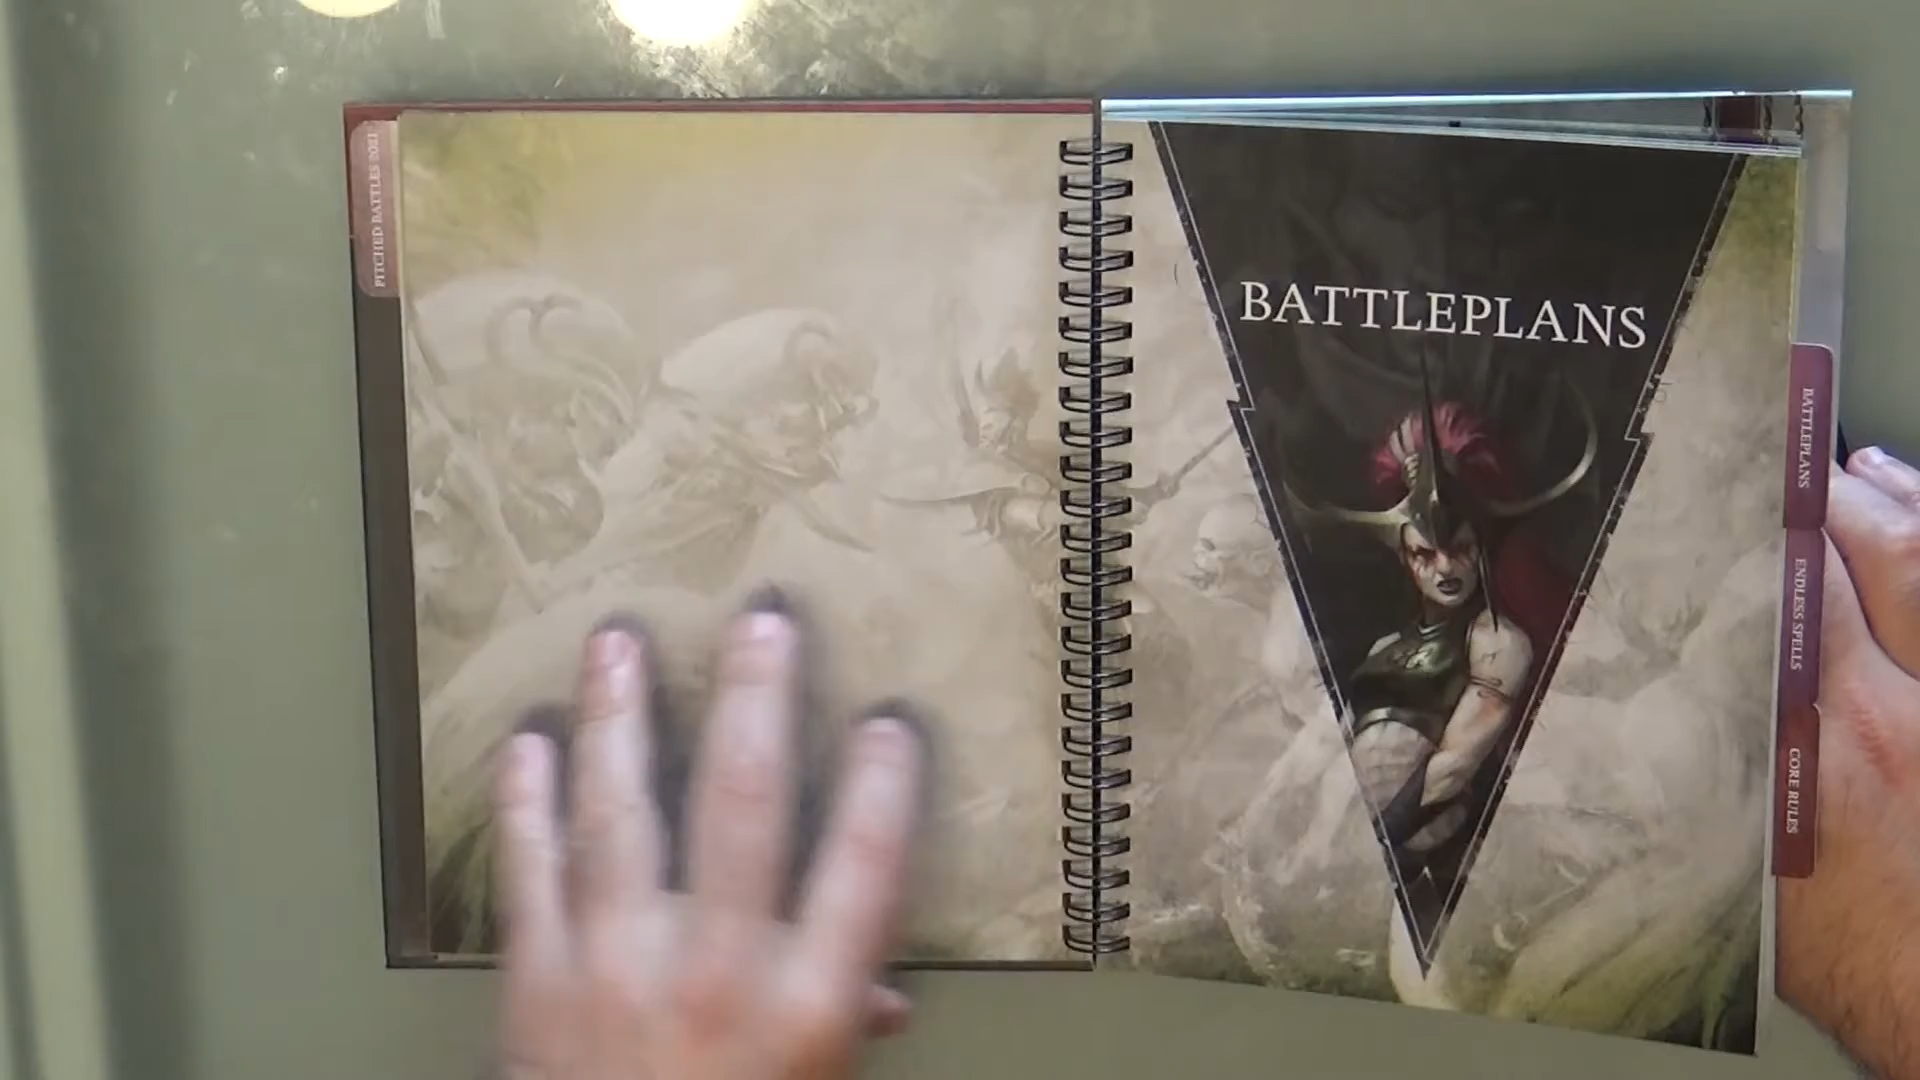 PITCHED BATTLES 2021
BATTLEPLANS
BATTLEPLANS
ENDLESS SPELLS
CORE RULES